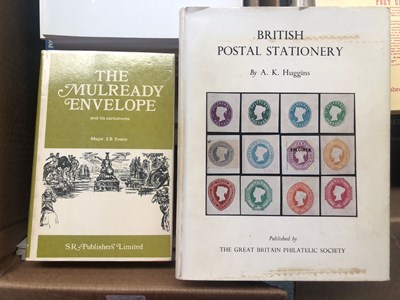 THE
MULREADY
ENVELOPE
and its caricatures
Major E B Evans
S.R. Publishers Limited
BRITISH
POSTAL STATIONERY
By A. K. Huggins
Published by
THE GREAT BRITAIN PHILATELIC SOCIETY